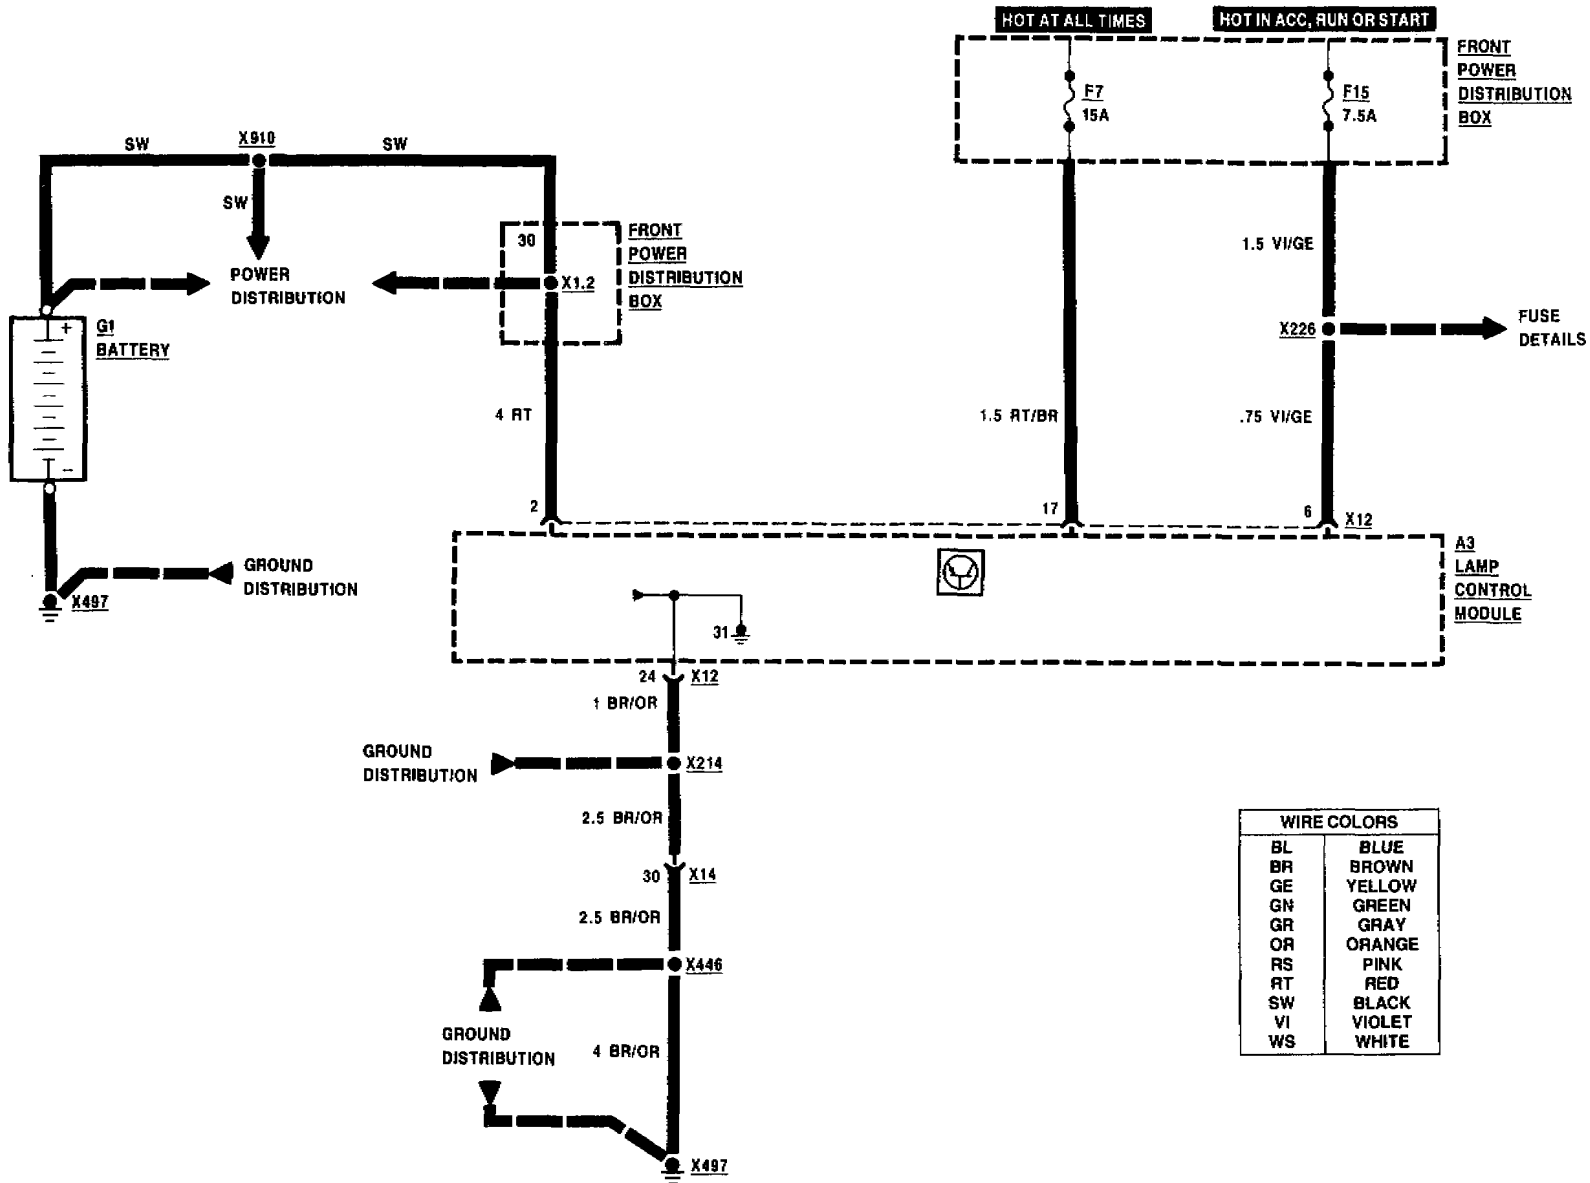 HOT AT ALL TIMES
HOT IN ACC, RUN OR START
FRONT
POWER
DISTRIBUTION
BOX
F7
15A
F15
7.5A
SW
X910
SW
SW
30
FRONT
POWER
DISTRIBUTION
BOX
X1.2
POWER
DISTRIBUTION
1.5 VI/GE
X226
FUSE
DETAILS
+
G1
BATTERY
-
4 RT
1.5 RT/BR
.75 VI/GE
2
17
6
X12
GROUND
DISTRIBUTION
X497
A3
LAMP
CONTROL
MODULE
31
24
X12
1 BR/OR
GROUND
DISTRIBUTION
X214
2.5 BR/OR
30
X14
2.5 BR/OR
X446
GROUND
DISTRIBUTION
4 BR/OR
X497
WIRE COLORS
BL BLUE
BR BROWN
GE YELLOW
GN GREEN
GR GRAY
OR ORANGE
RS PINK
RT RED
SW BLACK
VI VIOLET
WS WHITE